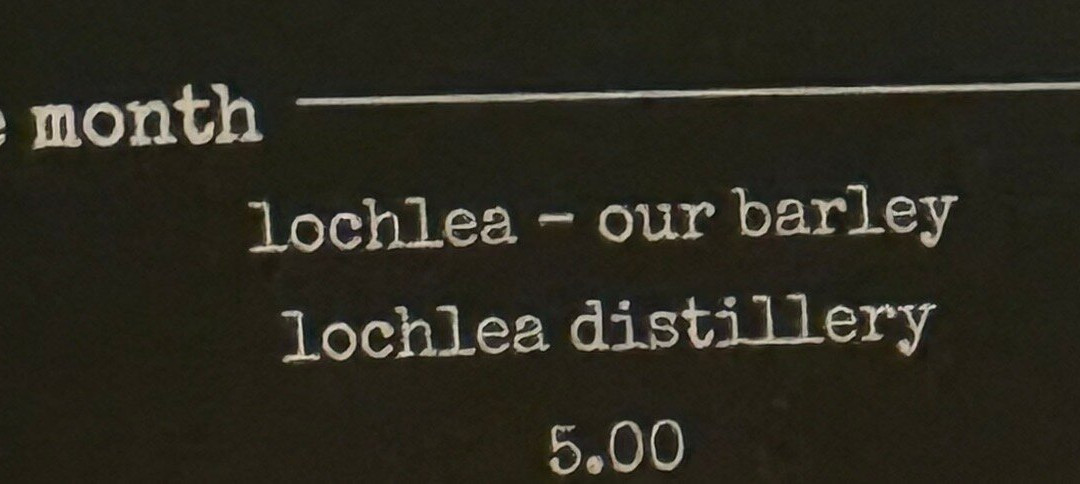 month
lochlea - our barley
lochlea distillery
5.00